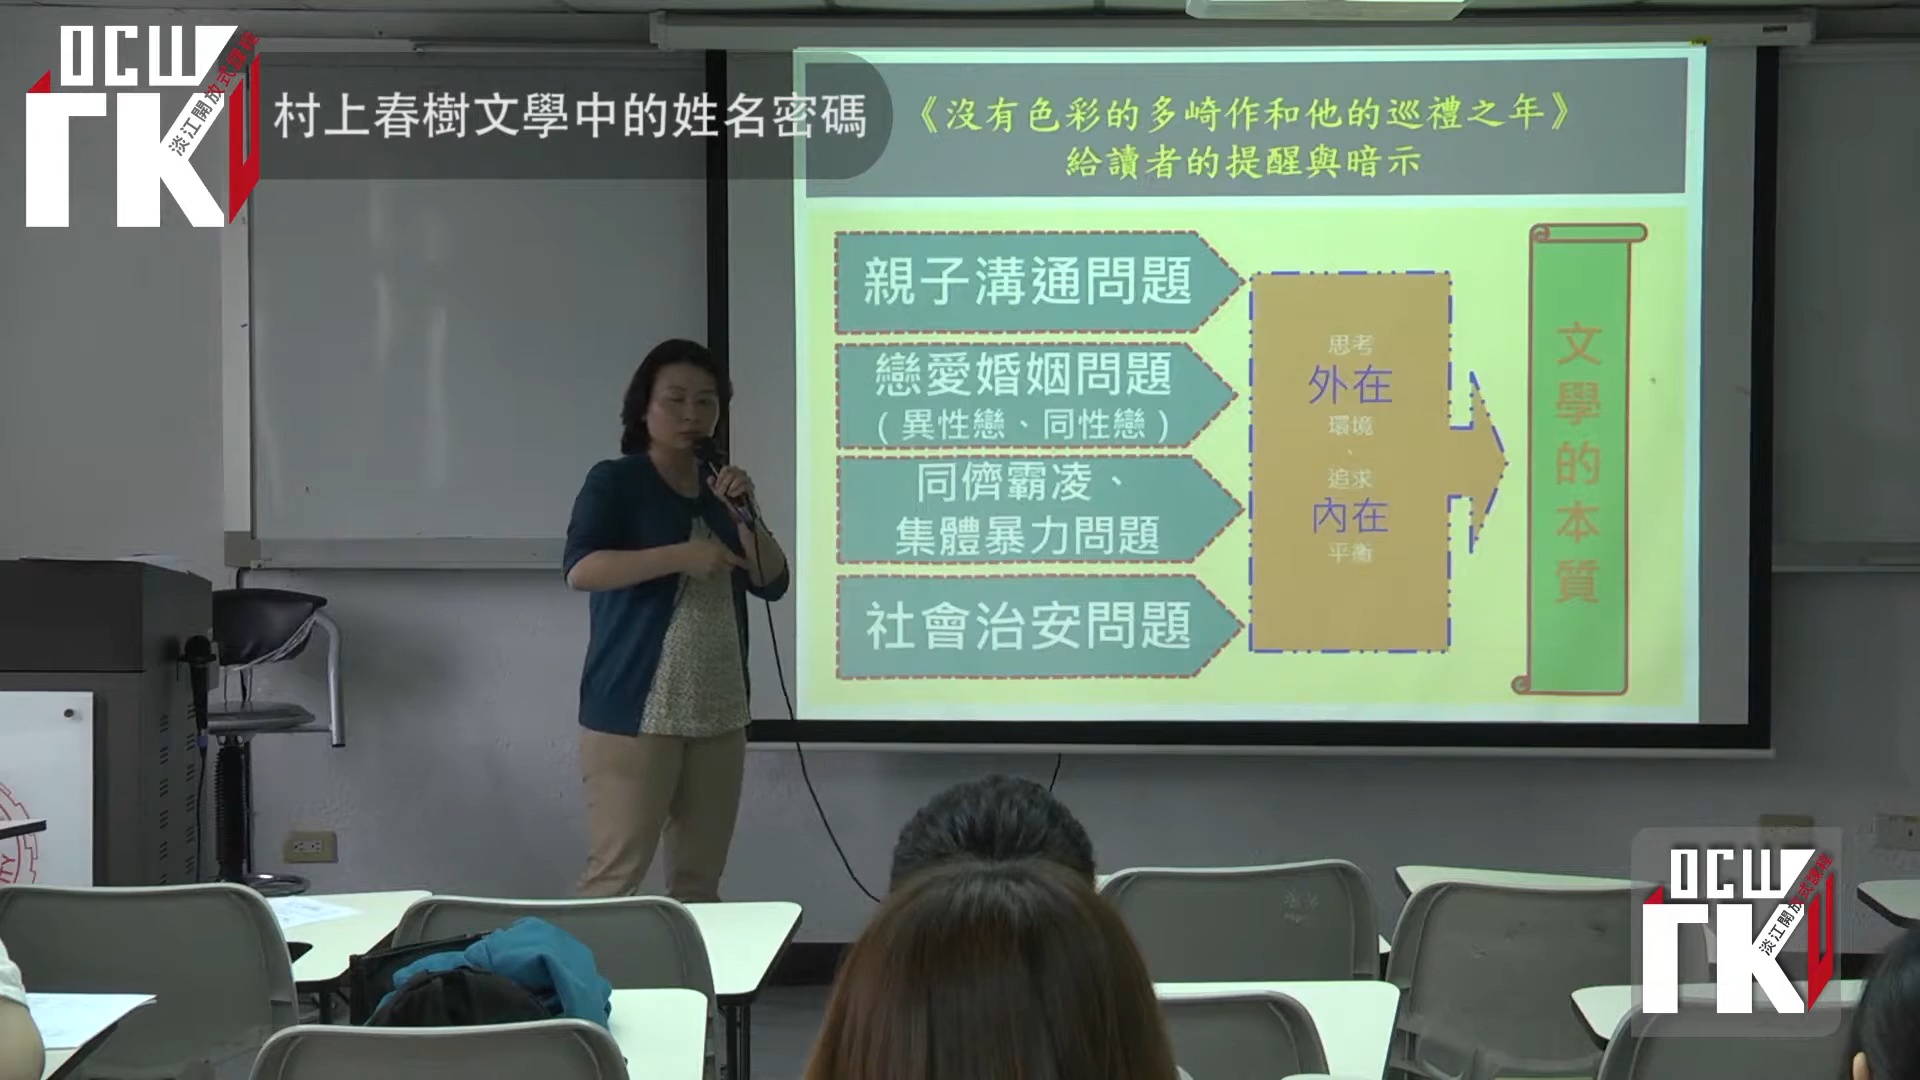 OCW
TKU
淡江開放式課程
村上春樹文學中的姓名密碼
《沒有色彩的多崎作和他的巡禮之年》
給讀者的提醒與暗示
親子溝通問題
戀愛婚姻問題
(異性戀、同性戀)
同儕霸凌、
集體暴力問題
社會治安問題
思考
外在
環境
、
追求
內在
平衡
文學的本質
OCW
TKU
淡江開放式課程